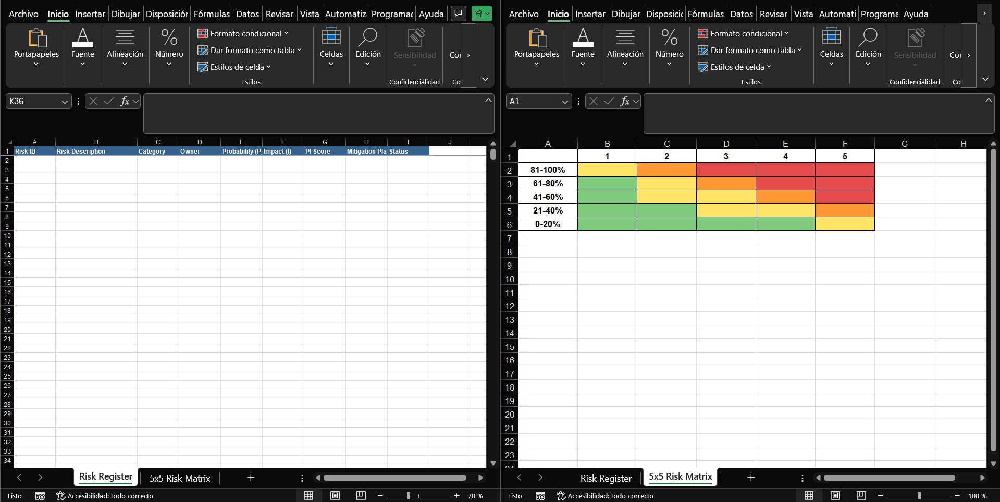 Archivo Inicio Insertar Dibujar Disposición Fórmulas Datos Revisar Vista Automatiz Programac Ayuda
Portapapeles Fuente Alineación Número
Formato condicional
Dar formato como tabla
Estilos de celda
Estilos
Celdas Edición Sensibilidad
Confidencialidad
Co
Co
K36
fx
A B C D E F G H I J
1 Risk ID Risk Description Category Owner Probability (P) Impact (I) PI Score Mitigation Pla Status
2
3
4
5
6
7
8
9
10
11
12
13
14
15
16
17
18
19
20
21
22
23
24
25
26
27
28
29
30
31
32
33
34
Risk Register 5x5 Risk Matrix
Listo Accesibilidad: todo correcto 70 %
Archivo Inicio Insertar Dibujar Disposici Fórmulas Datos Revisar Vista Automati Programa Ayuda
Portapapeles Fuente Alineación Número
Formato condicional
Dar formato como tabla
Estilos de celda
Estilos
Celdas Edición Sensibilidad
Confidencialidad
Co
Co
A1
fx
A B C D E F G H
1 1 2 3 4 5
2 81-100%
3 61-80%
4 41-60%
5 21-40%
6 0-20%
7
8
9
10
11
12
13
14
15
16
17
18
19
20
21
22
23
Risk Register 5x5 Risk Matrix
Listo Accesibilidad: todo correcto 100 %